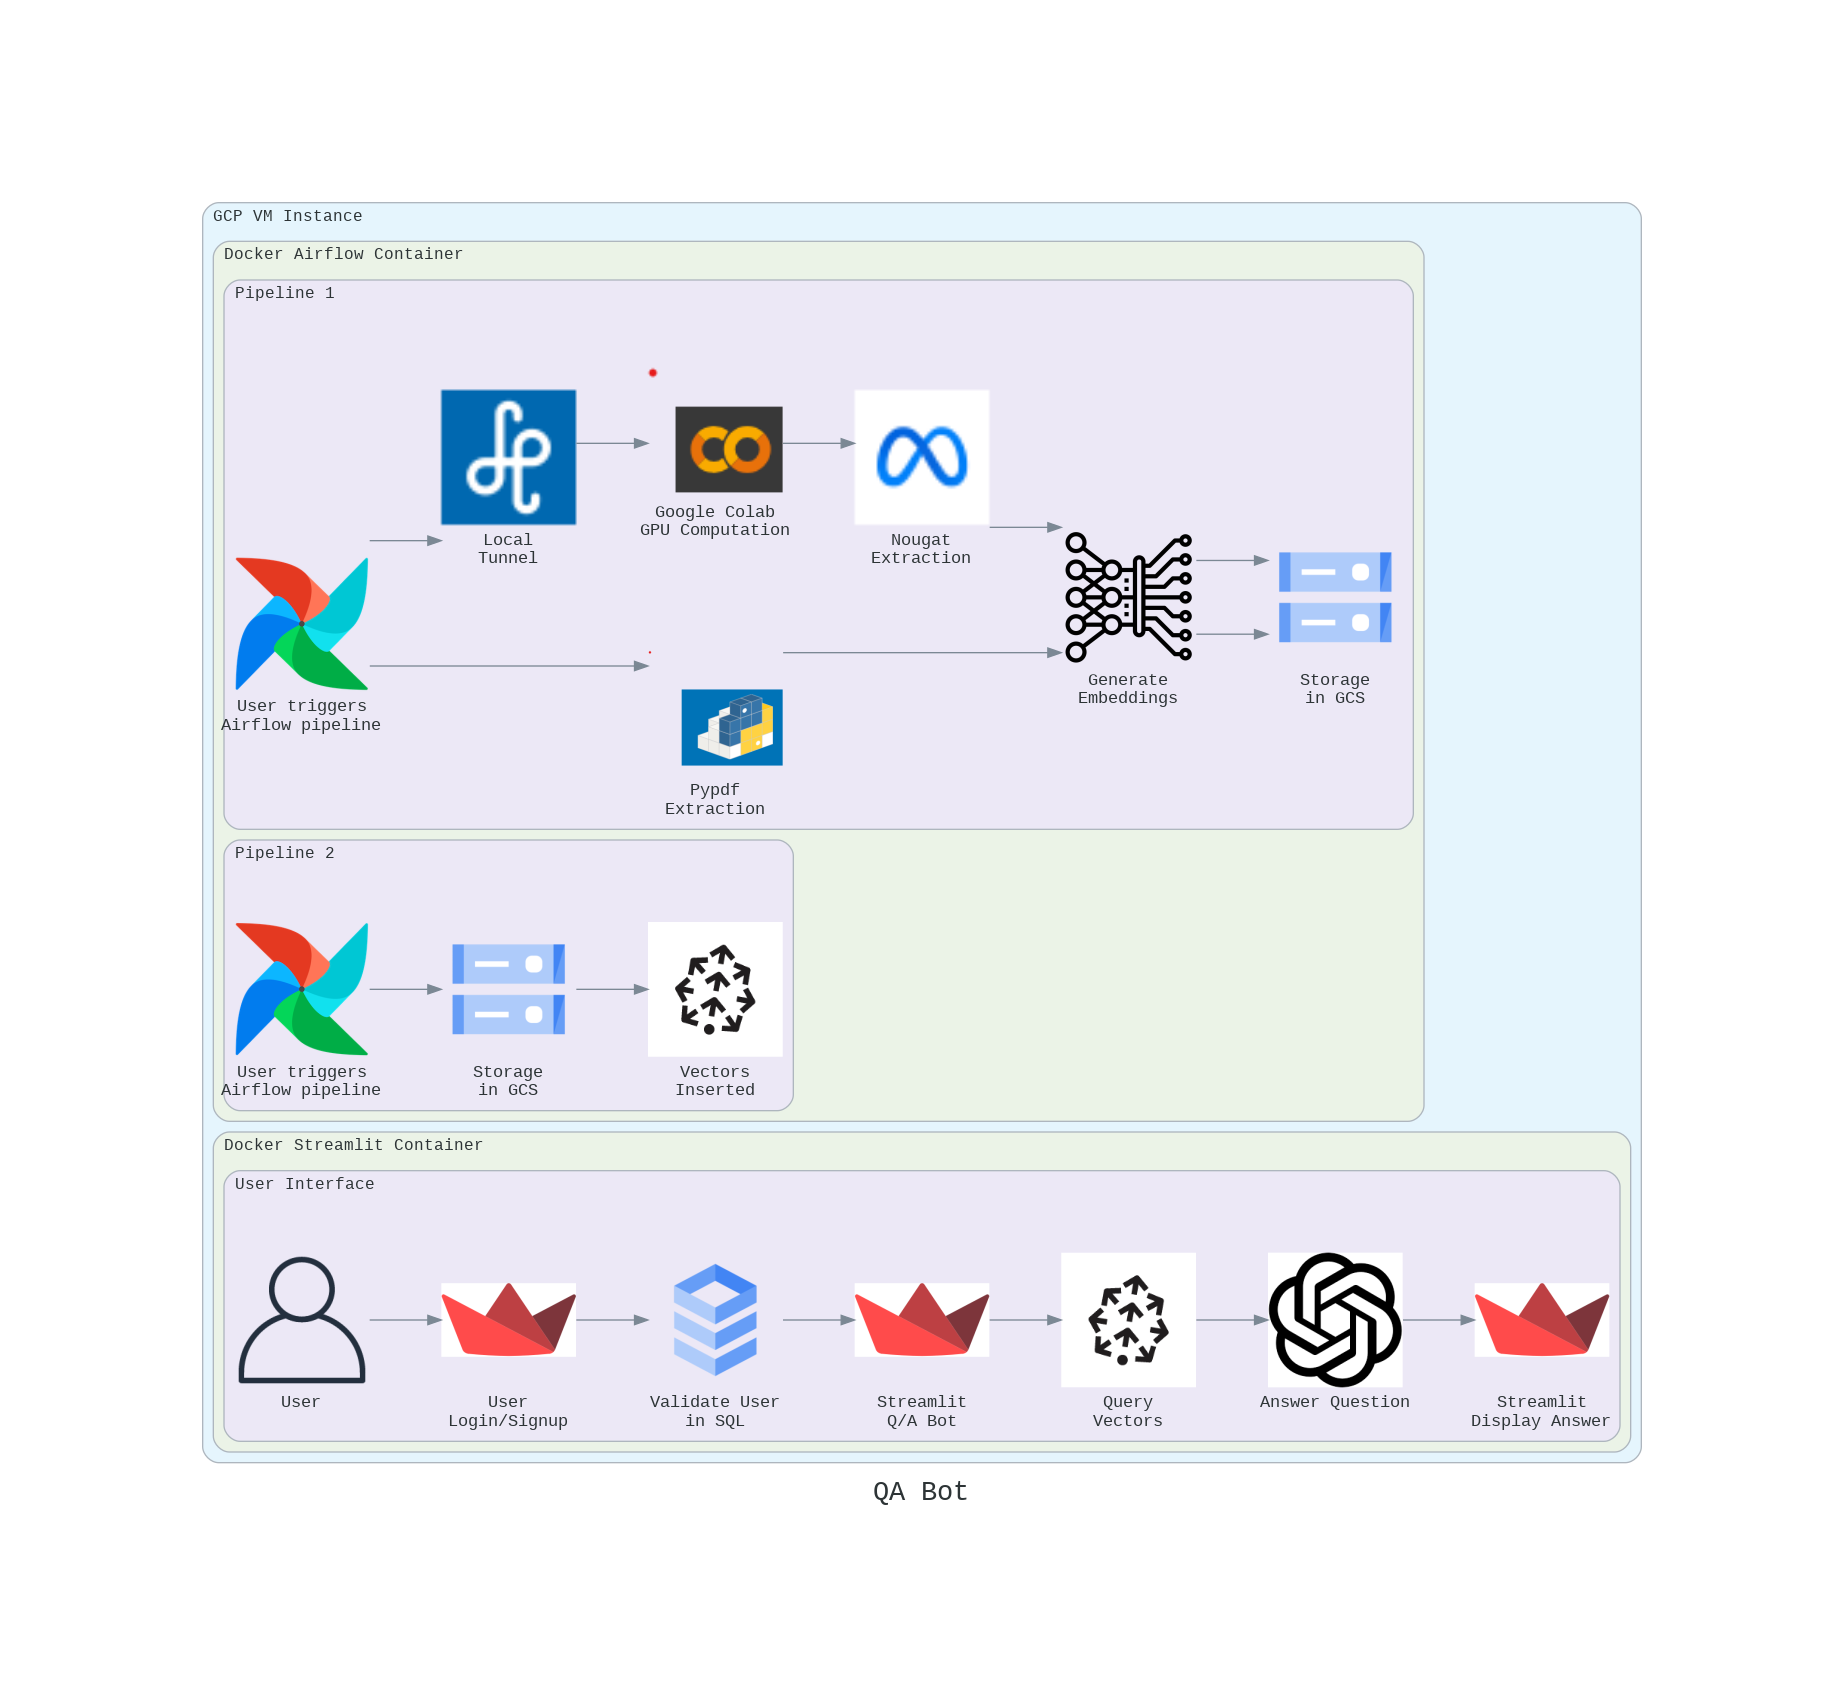 GCP VM Instance
Docker Airflow Container
Pipeline 1
Local
Tunnel
Google Colab
GPU Computation
Nougat
Extraction
User triggers
Airflow pipeline
Generate
Embeddings
Storage
in GCS
Pypdf
Extraction
Pipeline 2
User triggers
Airflow pipeline
Storage
in GCS
Vectors
Inserted
Docker Streamlit Container
User Interface
User
User
Login/Signup
Validate User
in SQL
Streamlit
Q/A Bot
Query
Vectors
Answer Question
Streamlit
Display Answer
QA Bot